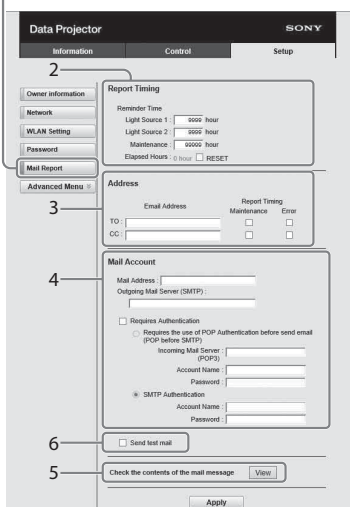 Data Projector
SONY
Information
Control
Setup
2
Owner information
Network
WLAN Setting
Password
Mail Report
Advanced Menu
Report Timing
Reminder Time
Light Source 1 : 9999 hour
Light Source 2 : 9999 hour
Maintenance : 99999 hour
Elapsed Hours : 0 hour RESET
3
Address
Email Address
Report Timing
Maintenance Error
TO :
CC :
4
Mail Account
Mail Address :
Outgoing Mail Server (SMTP) :
Requires Authentication
Requires the use of POP Authentication before send email
(POP before SMTP)
Incoming Mail Server :
(POP3)
Account Name :
Password :
SMTP Authentication
Account Name :
Password :
6
Send test mail
5
Check the contents of the mail message View
Apply